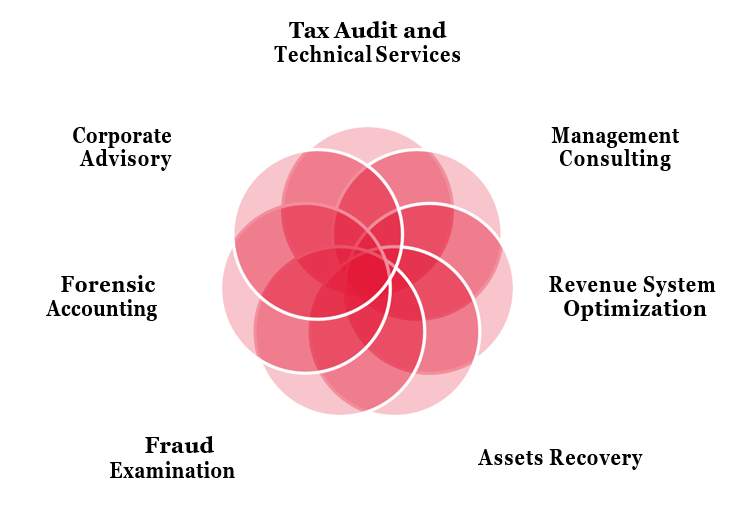 Tax Audit and
Technical Services
Corporate
Advisory
Management
Consulting
Forensic
Accounting
Revenue System
Optimization
Fraud
Examination
Assets Recovery